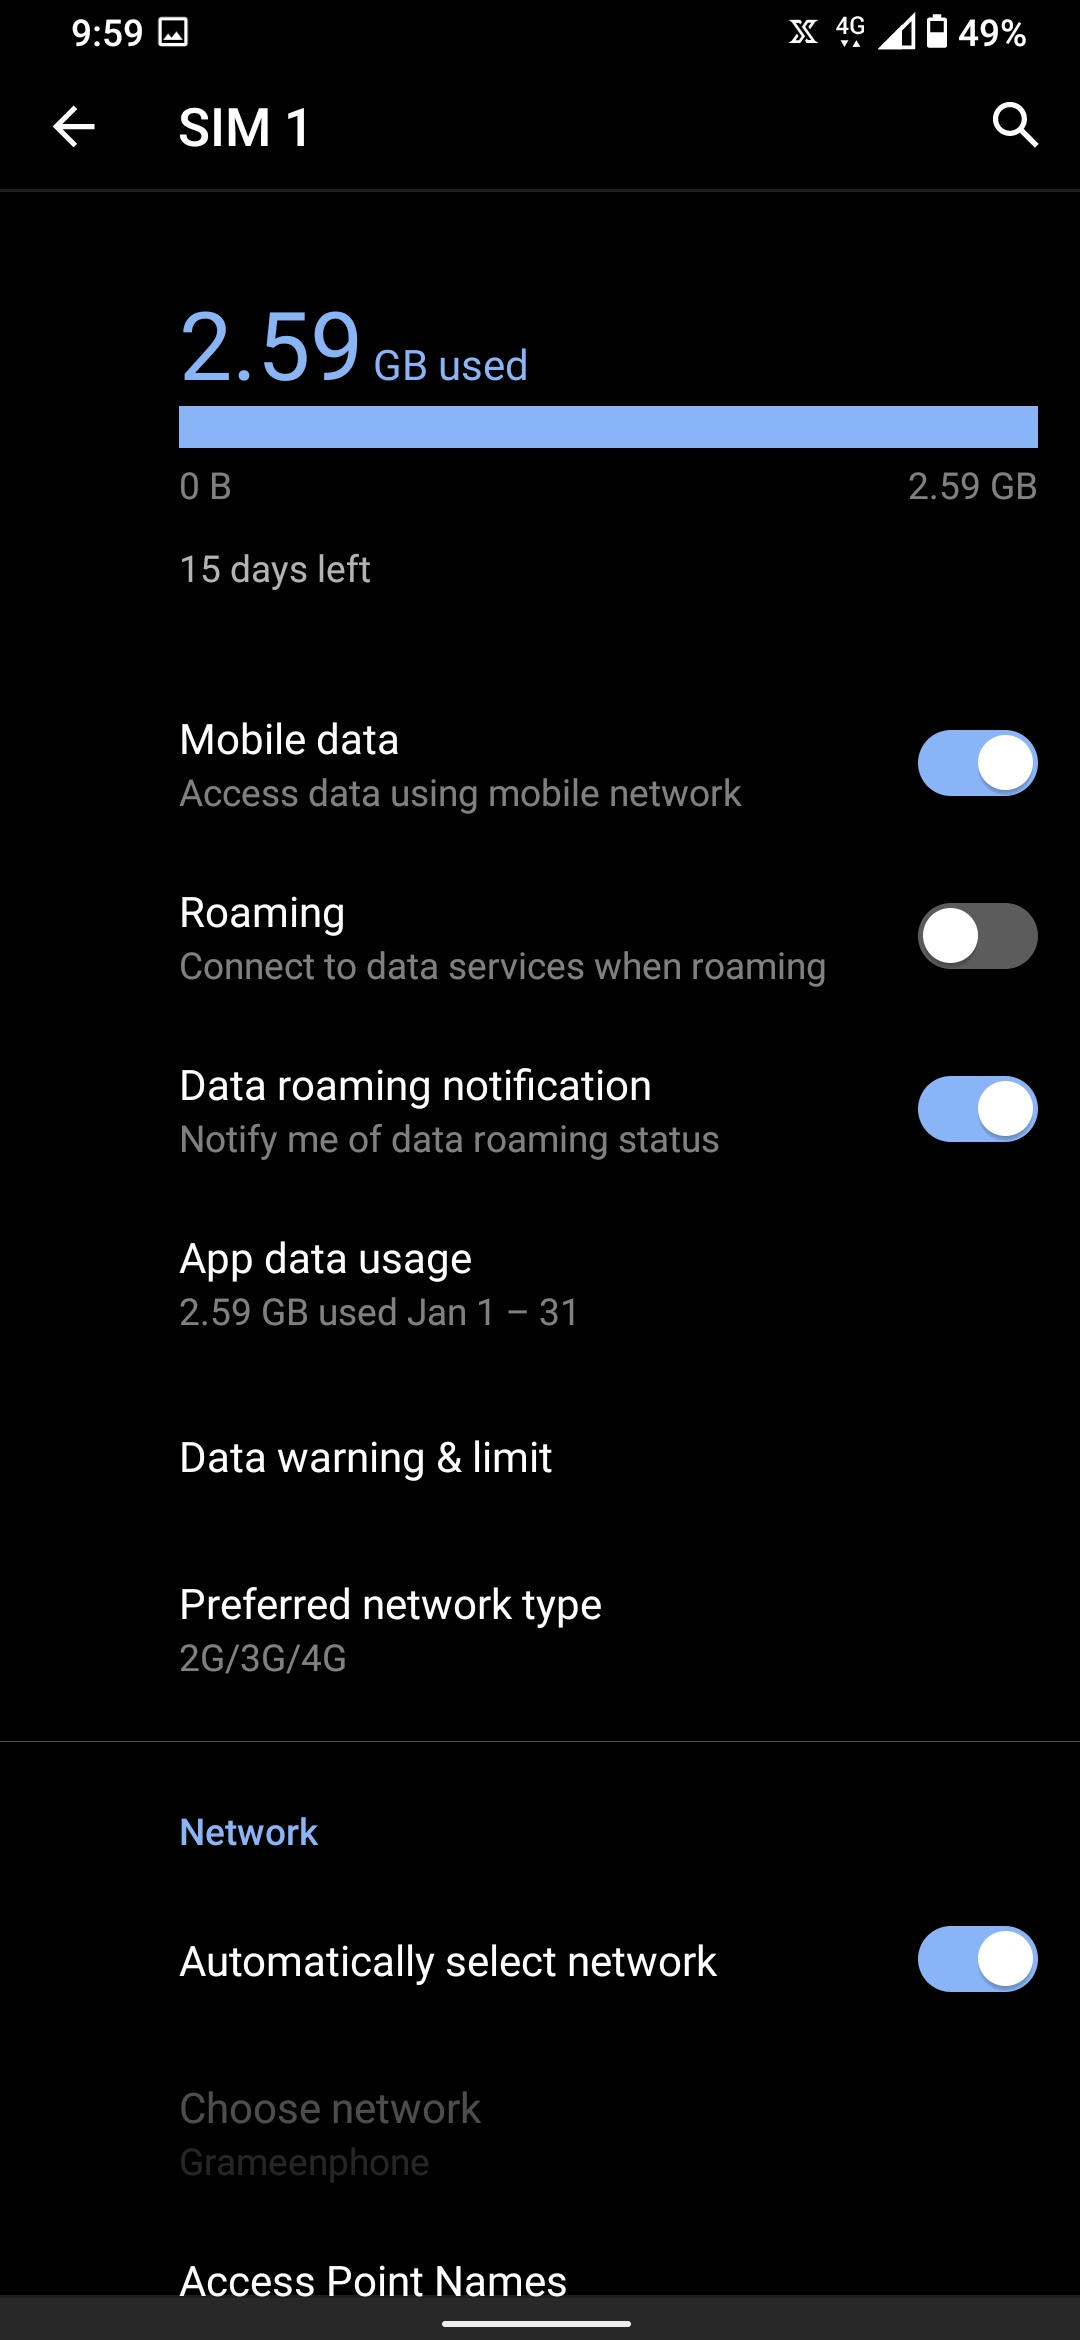 9:59 4G 49%
SIM 1
2.59 GB used
0 B 2.59 GB
15 days left
Mobile data
Access data using mobile network
Roaming
Connect to data services when roaming
Data roaming notification
Notify me of data roaming status
App data usage
2.59 GB used Jan 1 – 31
Data warning & limit
Preferred network type
2G/3G/4G
Network
Automatically select network
Choose network
Grameenphone
Access Point Names